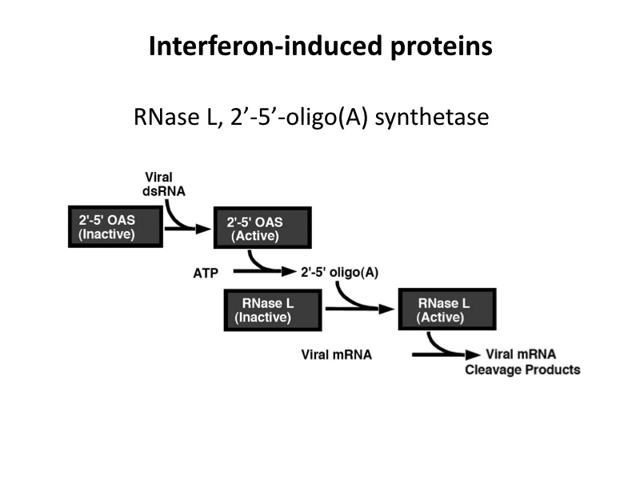 Interferon-induced proteins
RNase L, 2’-5’-oligo(A) synthetase
Viral
dsRNA
2'-5' OAS
(Inactive)
2'-5' OAS
(Active)
ATP
2'-5' oligo(A)
RNase L
(Inactive)
RNase L
(Active)
Viral mRNA
Viral mRNA
Cleavage Products